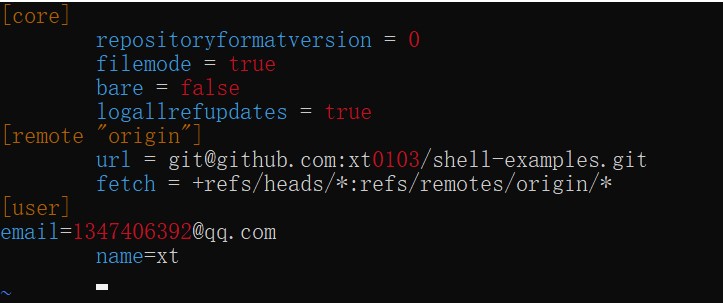 [core]
repositoryformatversion = 0
filemode = true
bare = false
logallrefupdates = true
[remote "origin"]
url = git@github.com:xt0103/shell-examples.git
fetch = +refs/heads/*:refs/remotes/origin/*
[user]
email=1347406392@qq.com
name=xt
~